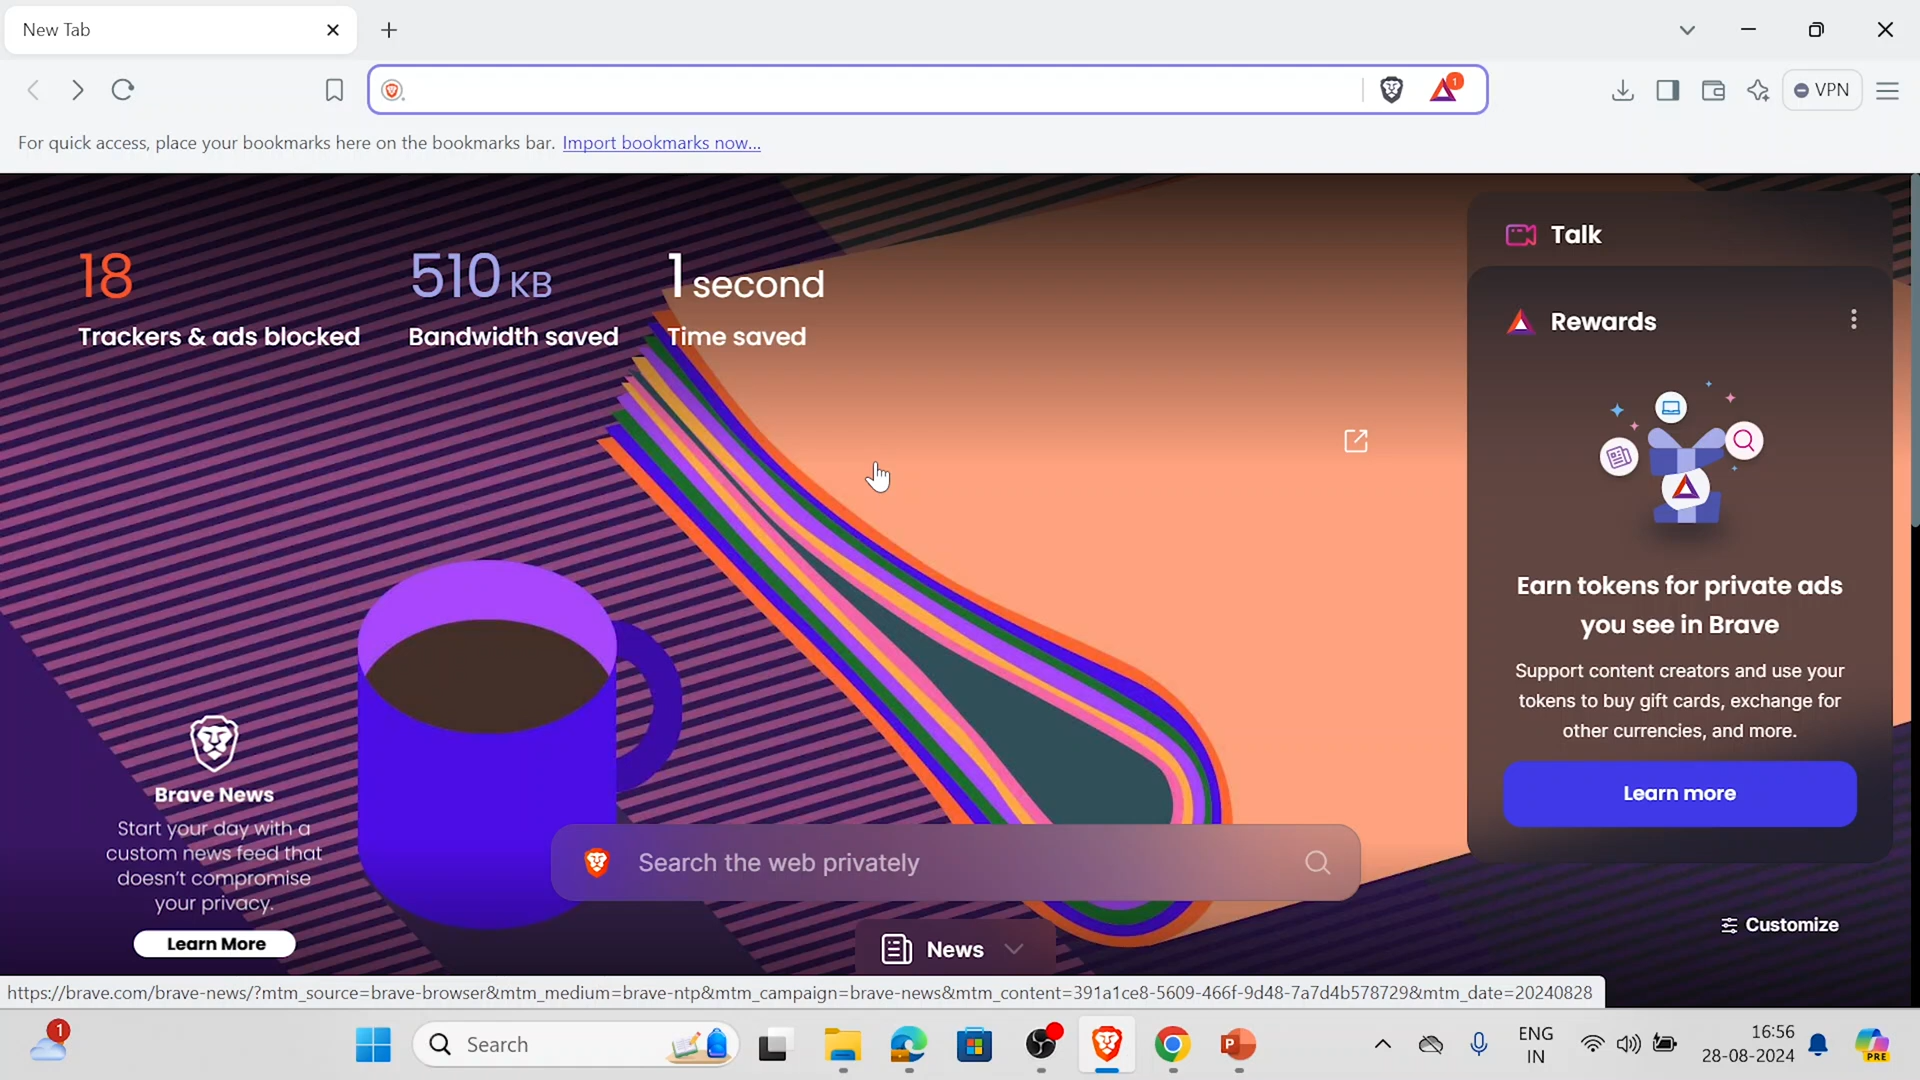 New Tab
VPN
1
For quick access, place your bookmarks here on the bookmarks bar. Import bookmarks now...
18
Trackers & ads blocked
510 KB
Bandwidth saved
1 second
Time saved
Talk
Rewards
Earn tokens for private ads
you see in Brave
Support content creators and use your
tokens to buy gift cards, exchange for
other currencies, and more.
Learn more
Brave News
Start your day with a
custom news feed that
doesn't compromise
your privacy.
Learn More
Search the web privately
News
Customize
https://brave.com/brave-news/?mtm_source=brave-browser&mtm_medium=brave-ntp&mtm_campaign=brave-news&mtm_content=391a1ce8-5609-466f-9d48-7a7d4b578729&mtm_date=20240828
1
Search
P
ENG
IN
16:56
28-08-2024
PRE